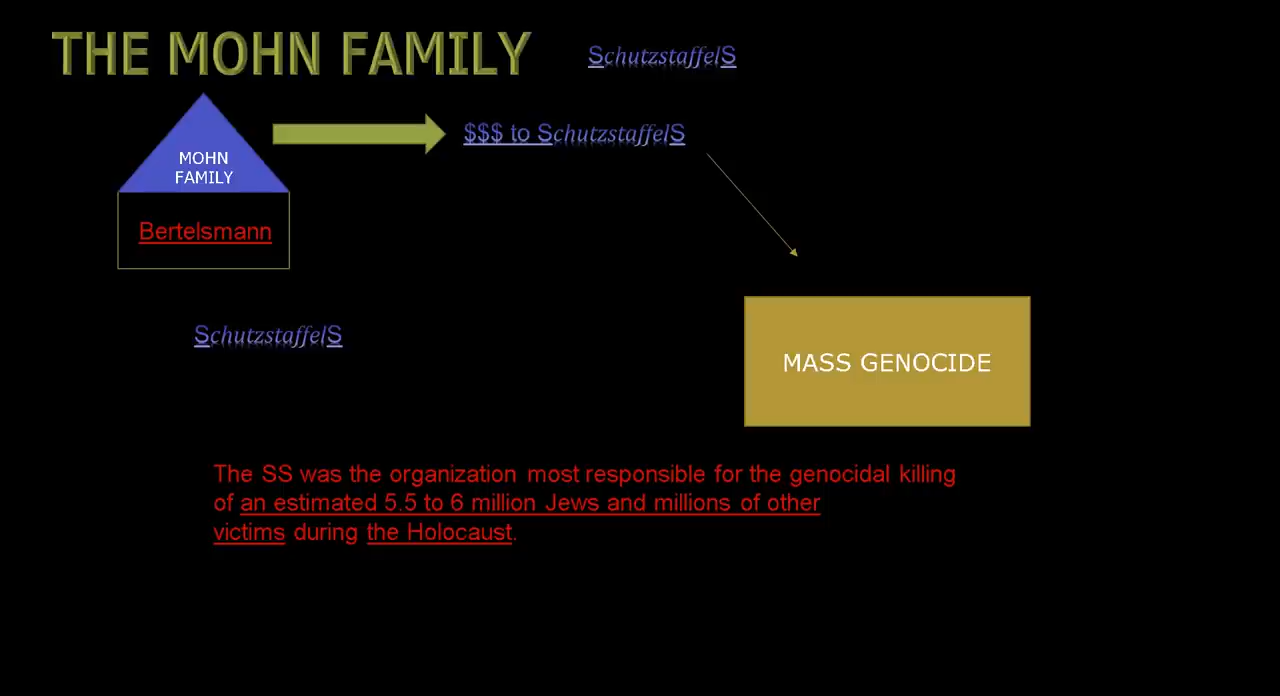 THE MOHN FAMILY
SchutzstaffelS
$$$ to SchutzstaffelS
MOHN
FAMILY
Bertelsmann
SchutzstaffelS
MASS GENOCIDE
The SS was the organization most responsible for the genocidal killing
of an estimated 5.5 to 6 million Jews and millions of other
victims during the Holocaust.